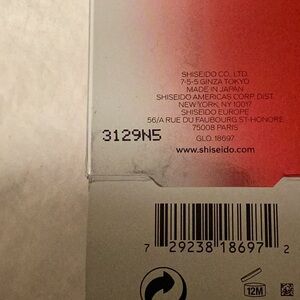 SHISEIDO CO., LTD.
7-5-5 GINZA TOKYO
MADE IN JAPAN
SHISEIDO AMERICAS CORP. DIST.
NEW YORK, NY 10017
SHISEIDO EUROPE
56/A RUE DU FAUBOURG ST-HONORE
75008 PARIS
GLO. 18697
3129N5
www.shiseido.com
7 29238 18697 2
12M